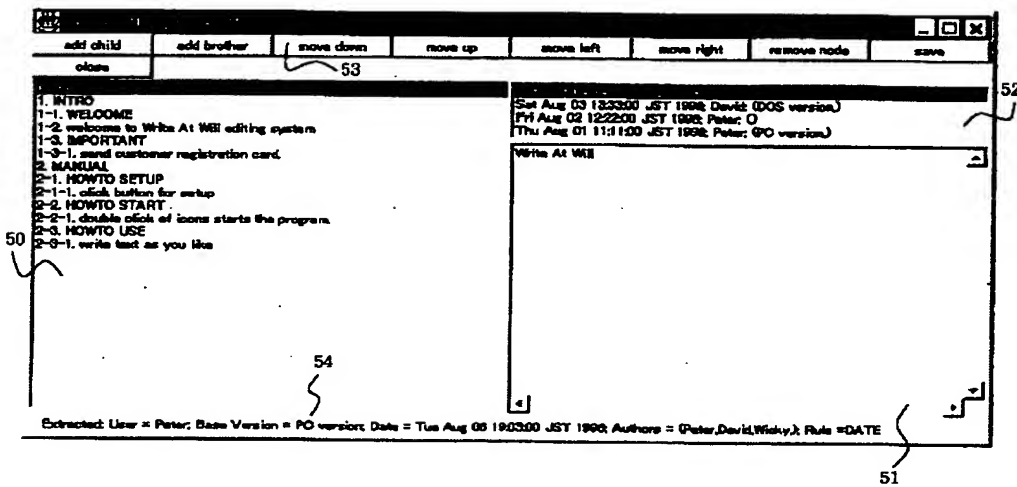 add child add brother move down move up move left move right remove node save
close
53
52
1. INTRO
1-1. WELCOME
1-2. welcome to Write At Will editing system
1-3. IMPORTANT
1-3-1. send customer registration card.
2. MANUAL
2-1. HOWTO SETUP
2-1-1. click button for setup
2-2. HOWTO START
2-2-1. double click of icons starts the program.
2-3. HOWTO USE
2-3-1. write text as you like
Sat Aug 03 13:33:00 JST 1996; David; (DOS version,)
Fri Aug 02 12:22:00 JST 1996; Peter; ()
Thu Aug 01 11:11:00 JST 1996; Peter; (PC version,)
Write At Will
50
54
Extracted: User = Peter; Base Version = PC version; Date = Tue Aug 06 19:03:00 JST 1996; Authors = (Peter,David,Wicky,); Rule =DATE
51